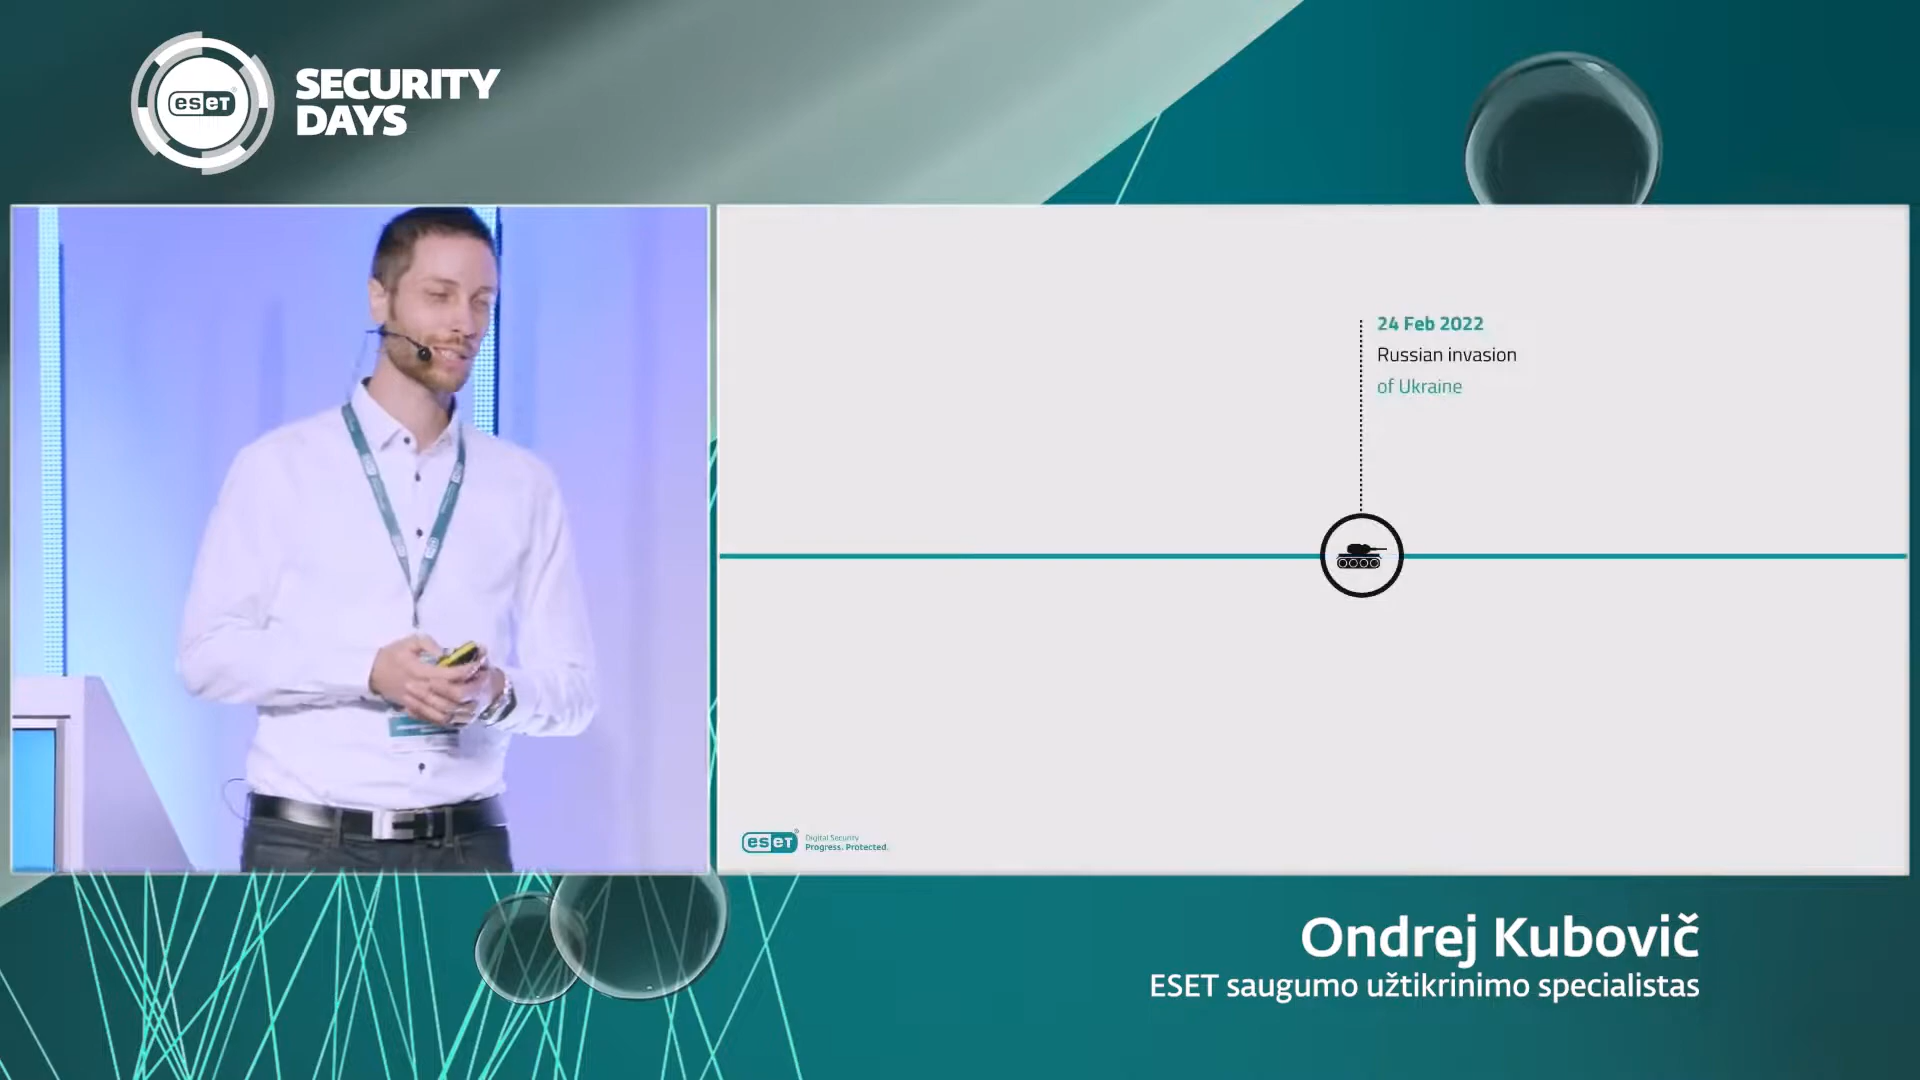 eseT
SECURITY
DAYS
24 Feb 2022
Russian invasion
of Ukraine
eseT
Digital Security
Progress. Protected.
Ondrej Kubovič
ESET saugumo užtikrinimo specialistas